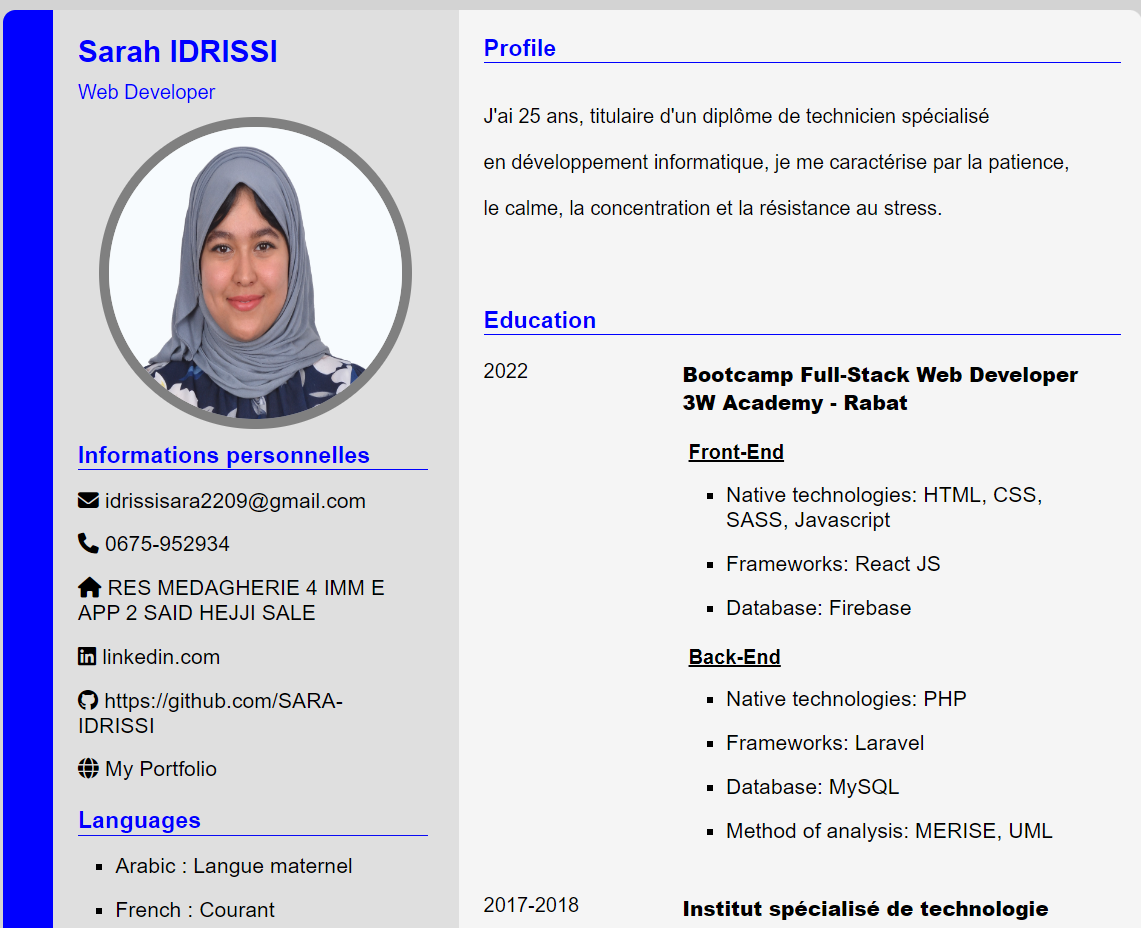 Sarah IDRISSI
Web Developer
Informations personnelles
idrissisara2209@gmail.com
0675-952934
RES MEDAGHERIE 4 IMM E
APP 2 SAID HEJJI SALE
linkedin.com
https://github.com/SARA-
IDRISSI
My Portfolio
Languages
Arabic : Langue maternel
French : Courant
Profile
J'ai 25 ans, titulaire d'un diplôme de technicien spécialisé
en développement informatique, je me caractérise par la patience,
le calme, la concentration et la résistance au stress.
Education
2022
Bootcamp Full-Stack Web Developer
3W Academy - Rabat
Front-End
Native technologies: HTML, CSS,
SASS, Javascript
Frameworks: React JS
Database: Firebase
Back-End
Native technologies: PHP
Frameworks: Laravel
Database: MySQL
Method of analysis: MERISE, UML
2017-2018
Institut spécialisé de technologie